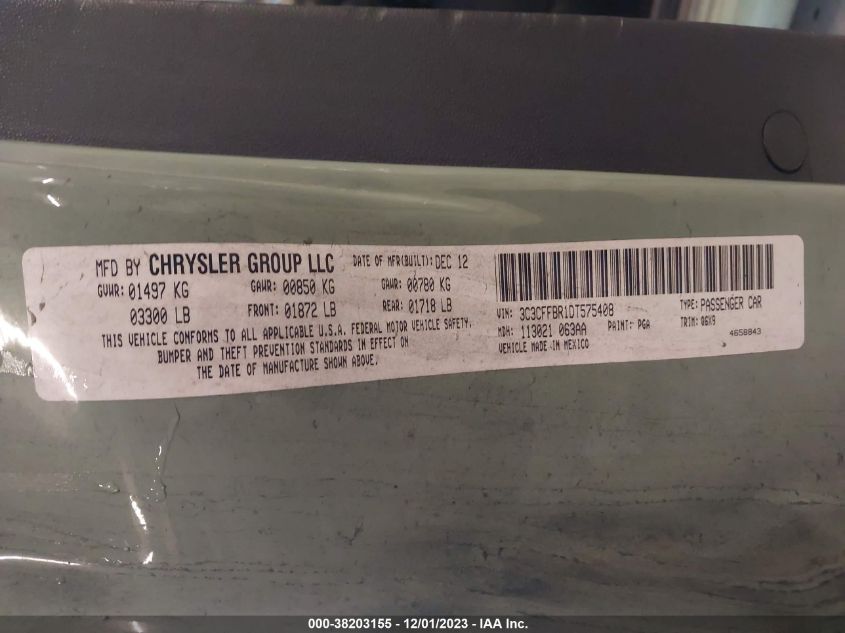 MFD BY CHRYSLER GROUP LLC DATE OF MFR(BUILT): DEC 12
GVWR: 01497 KG GAWR: 00850 KG GAWR: 00780 KG
03300 LB FRONT: 01872 LB REAR: 01718 LB
THIS VEHICLE CONFORMS TO ALL APPLICABLE U.S.A. FEDERAL MOTOR VEHICLE SAFETY,
BUMPER AND THEFT PREVENTION STANDARDS IN EFFECT ON
THE DATE OF MANUFACTURE SHOWN ABOVE.
VIN: 3C3CFFBR1DT575408 TYPE: PASSENGER CAR
MDH: 113021 063AA PAINT: PGA TRIM: Q6X9
VEHICLE MADE IN MEXICO 4658843
000-38203155 - 12/01/2023 - IAA Inc.